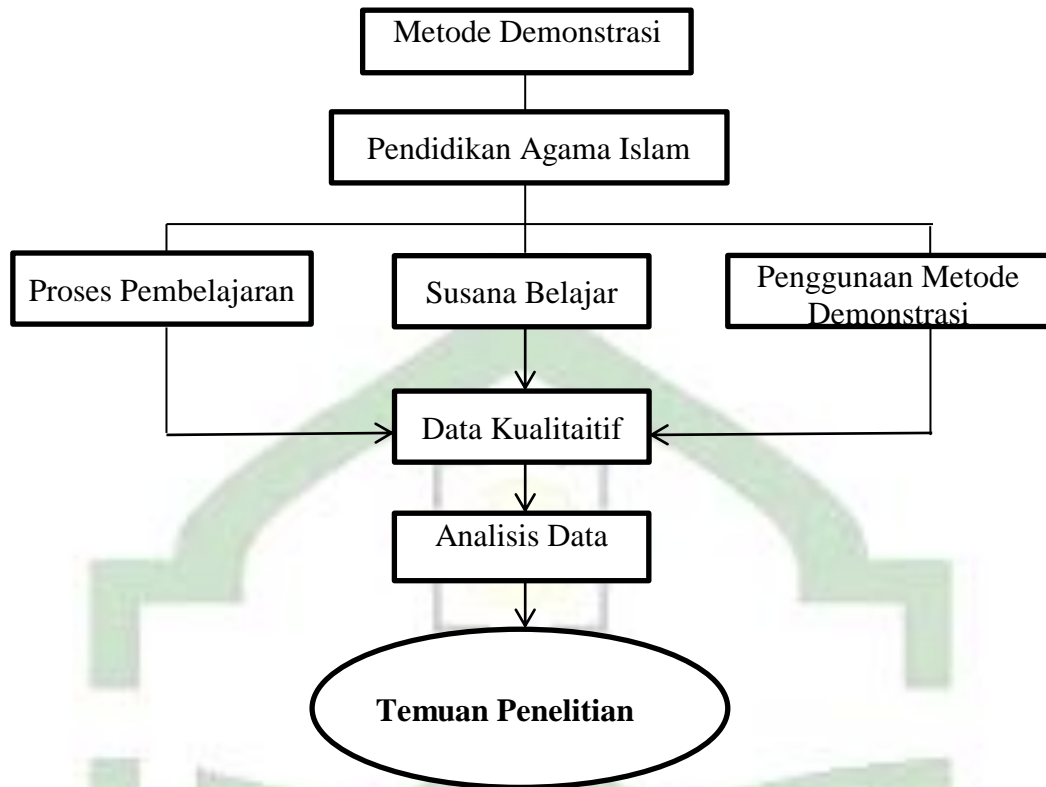 Metode Demonstrasi
Pendidikan Agama Islam
Proses Pembelajaran
Susana Belajar
Penggunaan Metode
Demonstrasi
Data Kualitaitif
Analisis Data
Temuan Penelitian